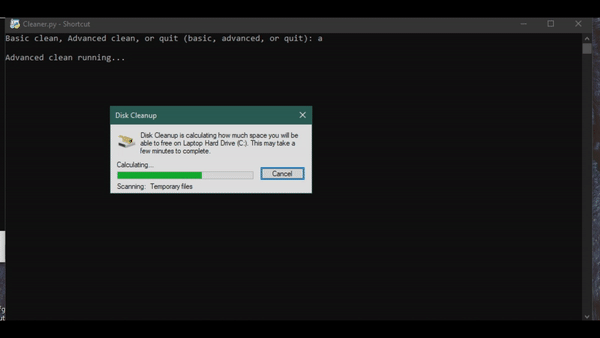 Cleaner.py - Shortcut
Basic clean, Advanced clean, or quit (basic, advanced, or quit): a
Advanced clean running...
Disk Cleanup
Disk Cleanup is calculating how much space you will be
able to free on Laptop Hard Drive (C:). This may take a
few minutes to complete.
Calculating...
Cancel
Scanning: Temporary files